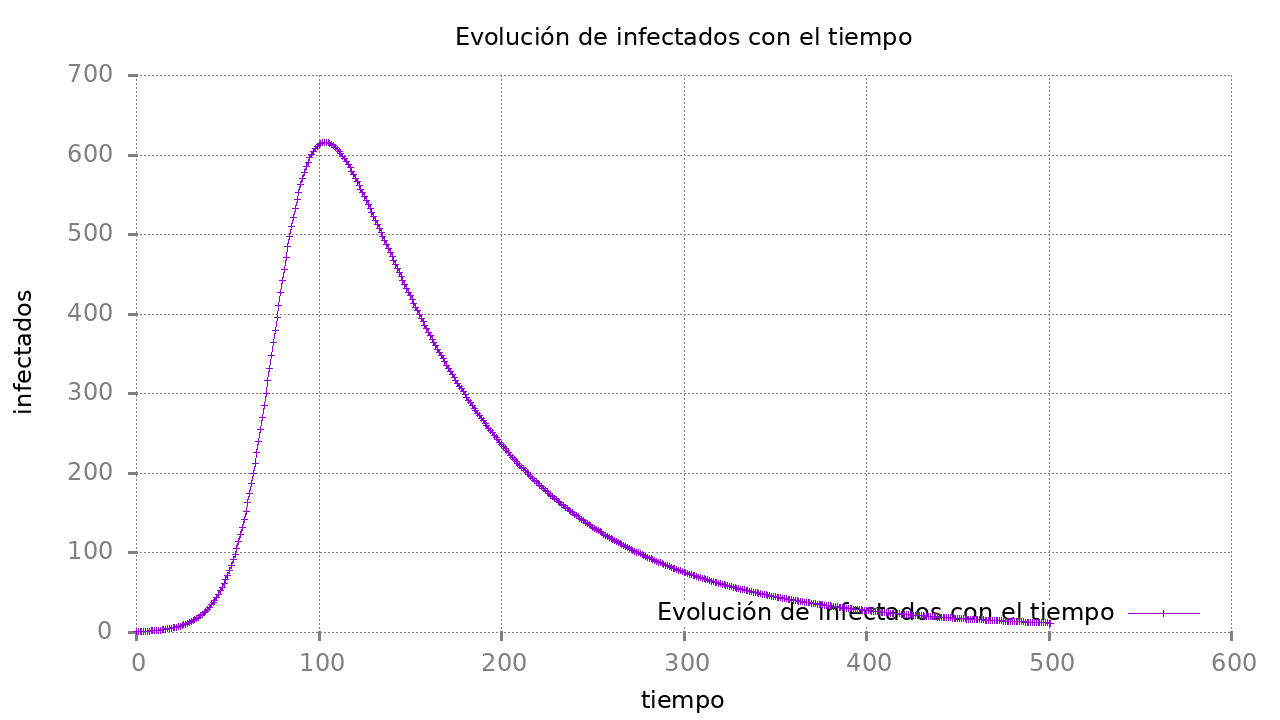 Evolución de infectados con el tiempo
700
600
500
400
300
200
100
0
infectados
Evolución de infectados con el tiempo
0 100 200 300 400 500 600
tiempo